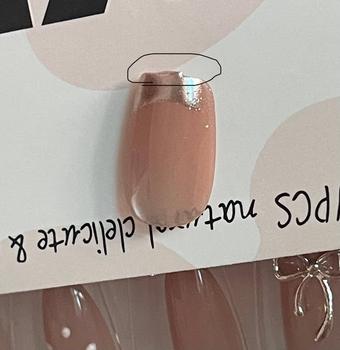 PCS natural delicate &